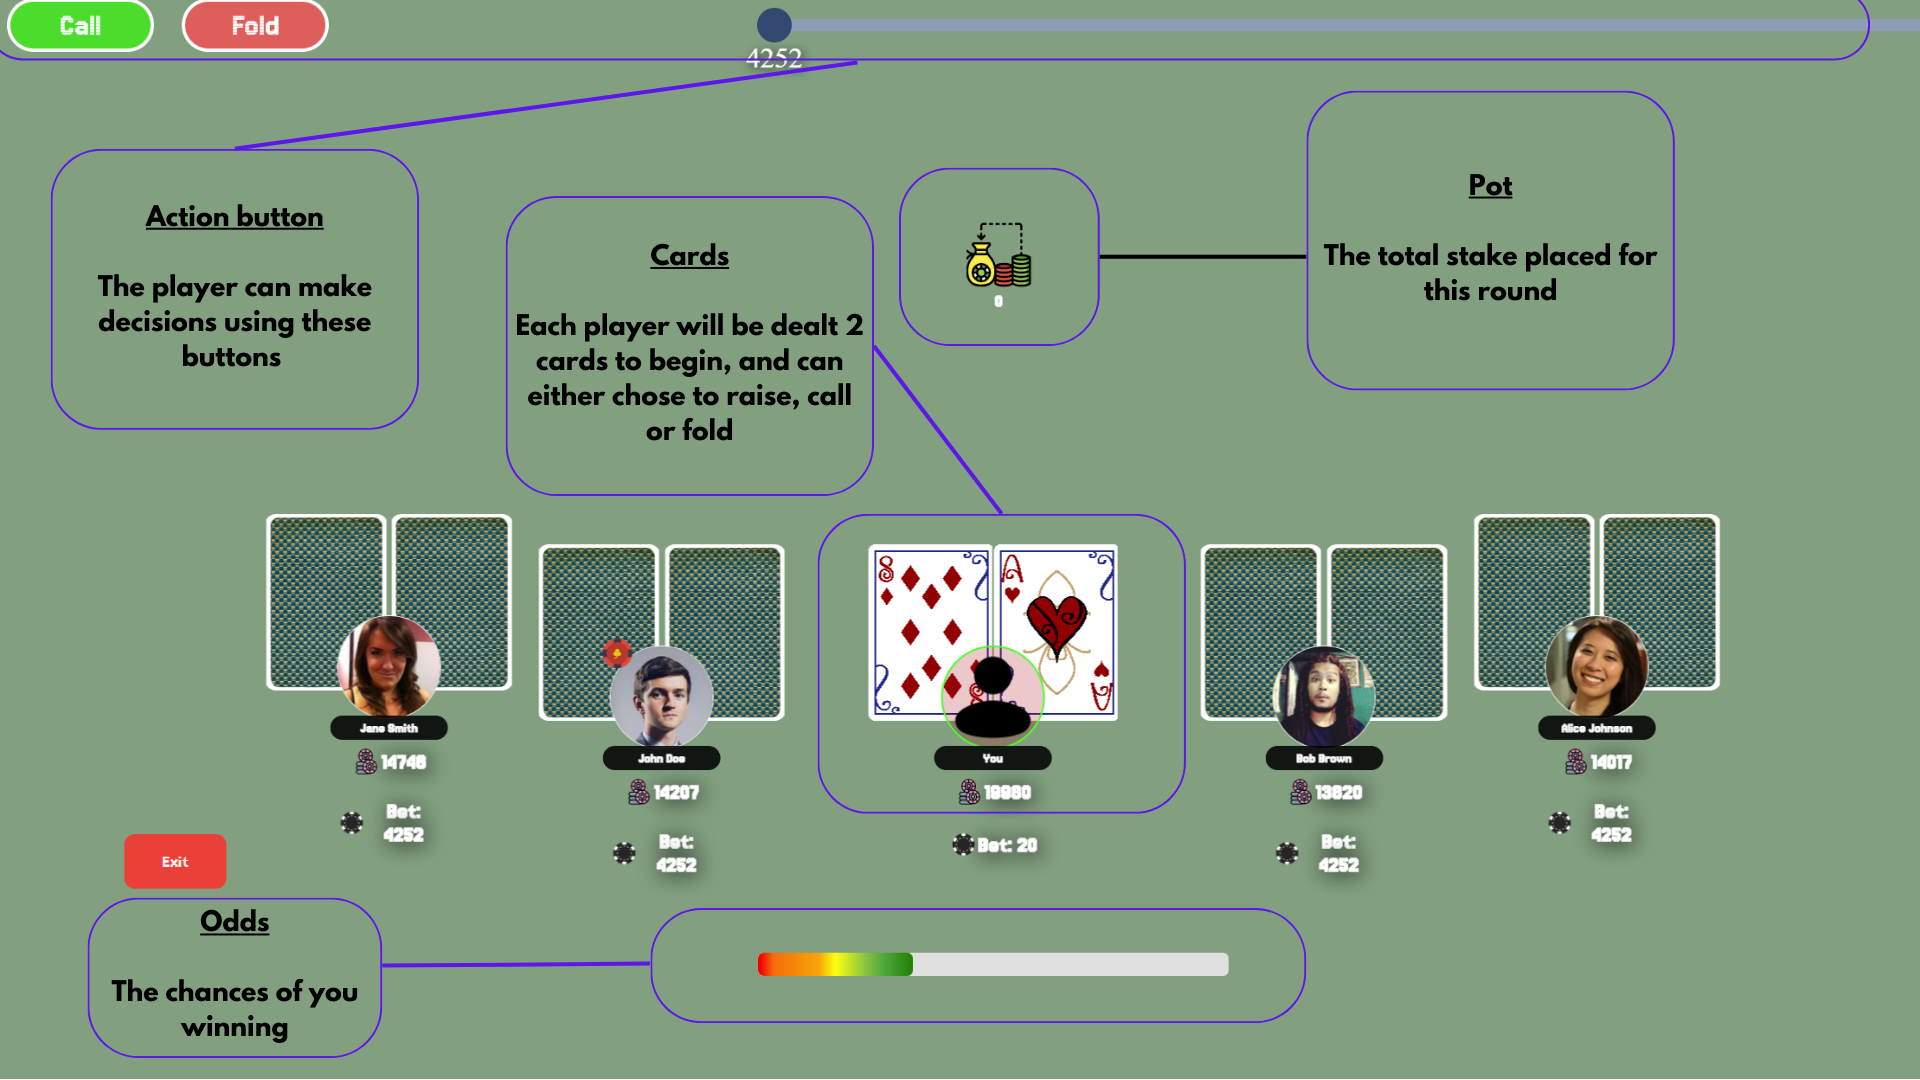 Call
Fold
4252
Action button
The player can make
decisions using these
buttons
Cards
Each player will be dealt 2
cards to begin, and can
either chose to raise, call
or fold
0
Pot
The total stake placed for
this round
8
A
8
A
Jane Smith
14748
Bet:
4252
John Doe
14207
Bet:
4252
You
Bet: 20
Bob Brown
13820
Bet:
4252
Alice Johnson
14017
Bet:
4252
Exit
Odds
The chances of you
winning